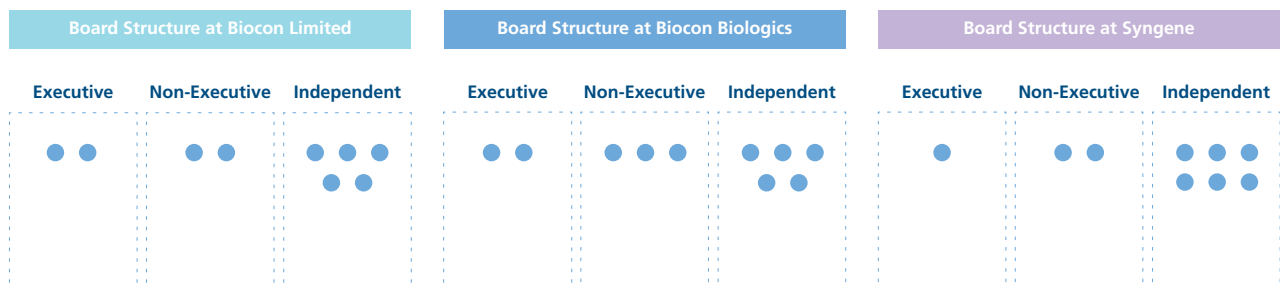 Board Structure at Biocon Limited
Executive Non-Executive Independent
Board Structure at Biocon Biologics
Executive Non-Executive Independent
Board Structure at Syngene
Executive Non-Executive Independent